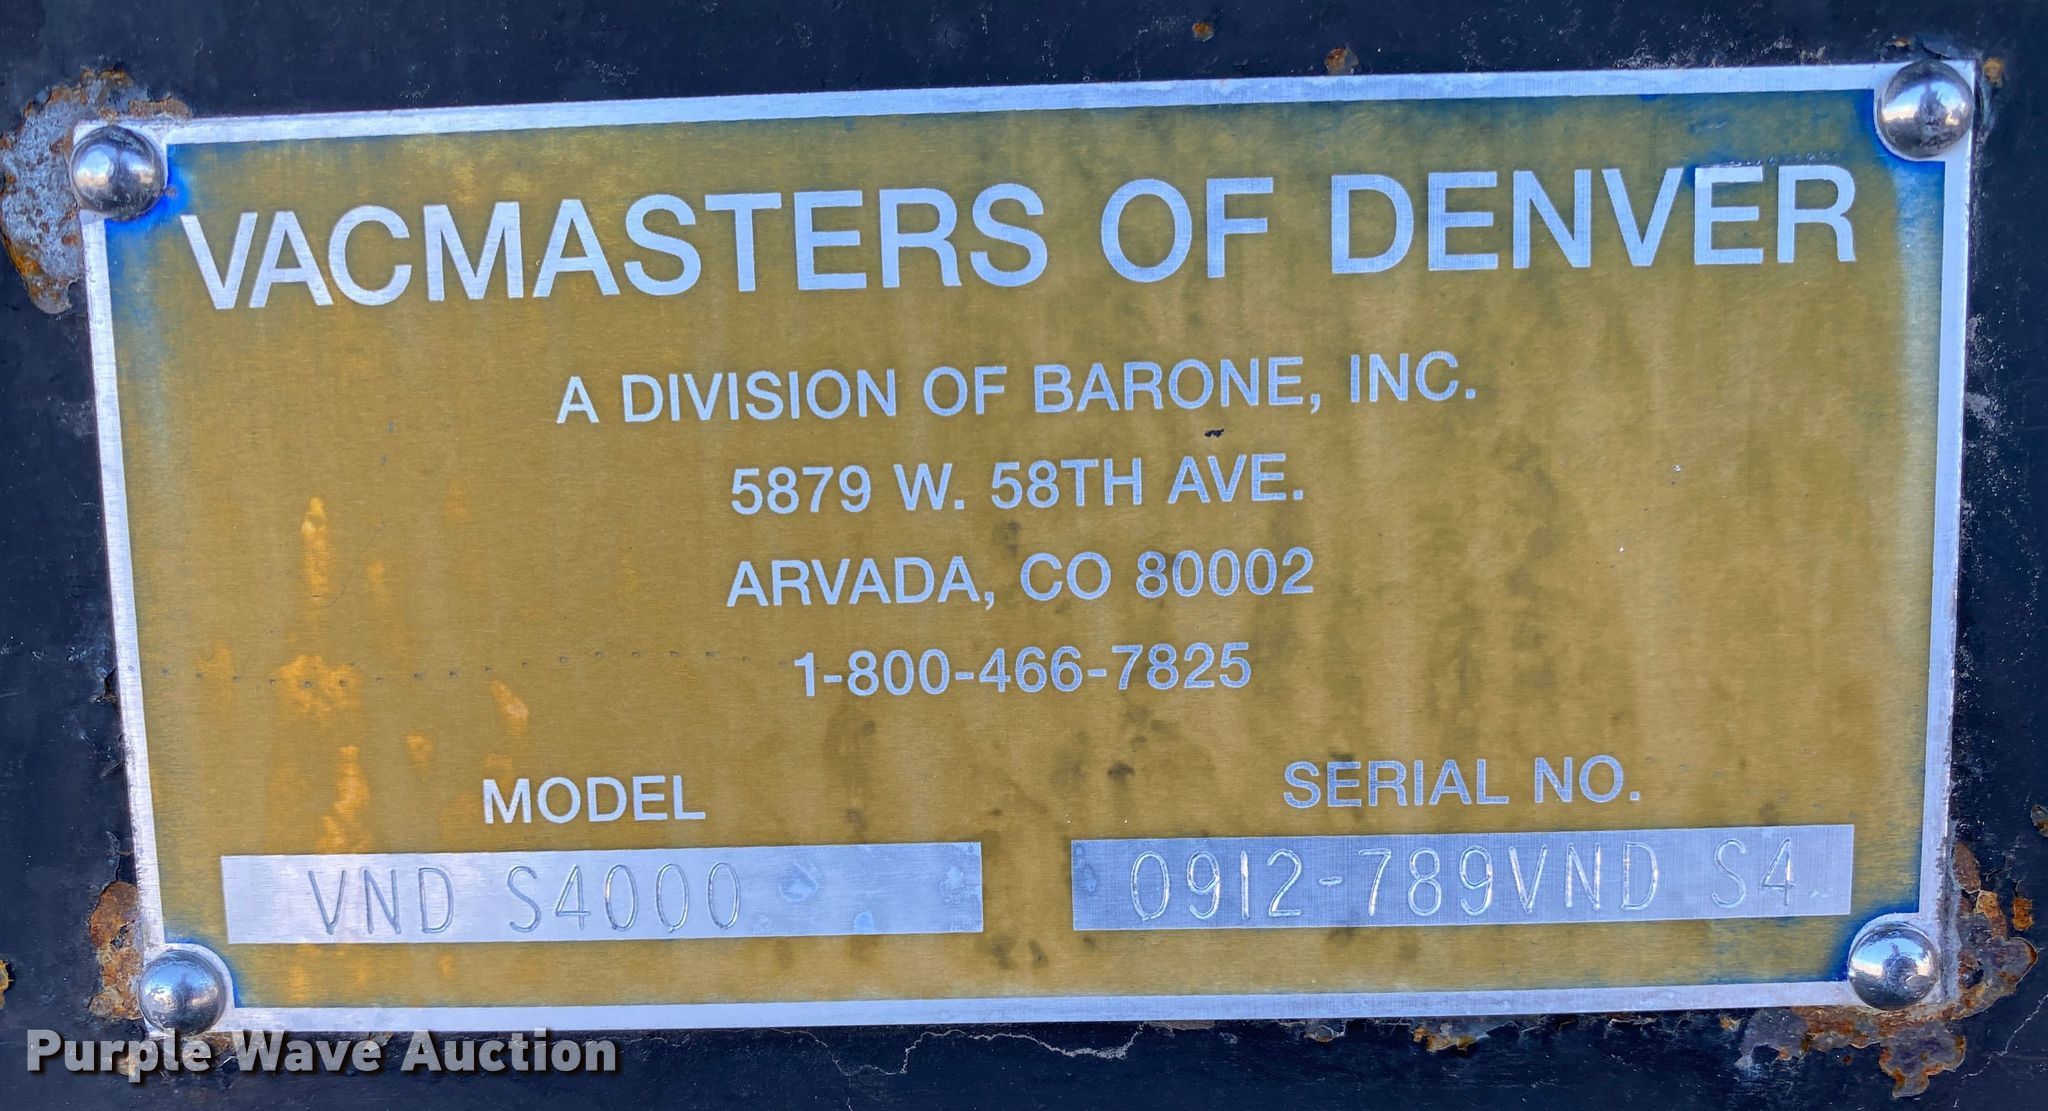 VACMASTERS OF DENVER
A DIVISION OF BARONE, INC.
5879 W. 58TH AVE.
ARVADA, CO 80002
1-800-466-7825
MODEL SERIAL NO.
VND S4000 0912-789VND S4
Purple Wave Auction